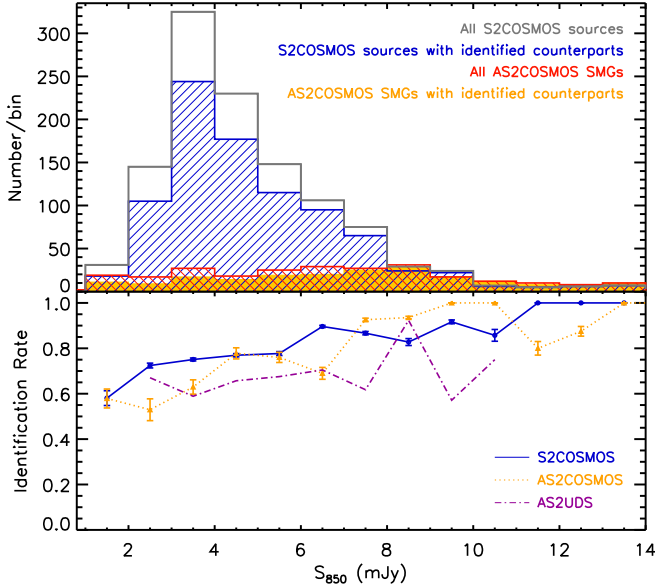 All S2COSMOS sources
S2COSMOS sources with identified counterparts
All AS2COSMOS SMGs
AS2COSMOS SMGs with identified counterparts
Number/bin
300
250
200
150
100
50
0
Identification Rate
1.0
0.8
0.6
0.4
0.2
0.0
S2COSMOS
AS2COSMOS
AS2UDS
2 4 6 8 10 12 14
S850 (mJy)